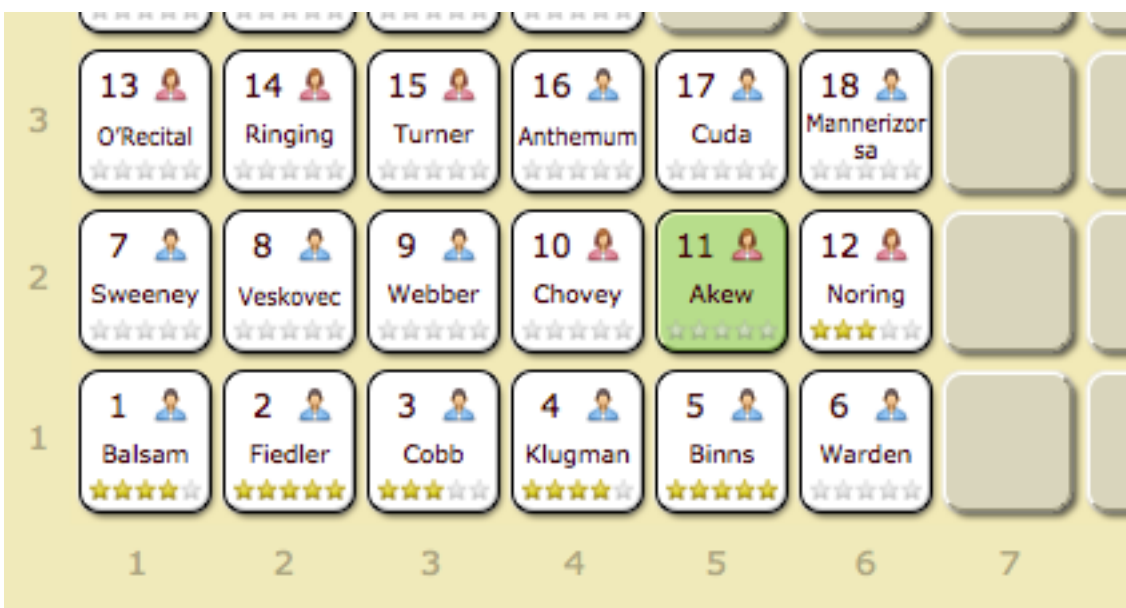 3
13
O'Recital
14
Ringing
15
Turner
16
Anthemum
17
Cuda
18
Mannerizor
sa
2
7
Sweeney
8
Veskovec
9
Webber
10
Chovey
11
Akew
12
Noring
1
1
Balsam
2
Fiedler
3
Cobb
4
Klugman
5
Binns
6
Warden
1 2 3 4 5 6 7